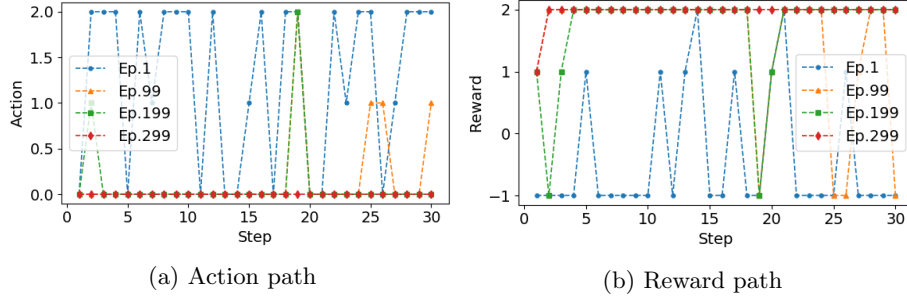 2.0
1.5
1.0
0.5
0.0
Action
Ep.1
Ep.99
Ep.199
Ep.299
0 5 10 15 20 25 30
Step
(a) Action path
2
1
0
−1
Reward
Ep.1
Ep.99
Ep.199
Ep.299
0 5 10 15 20 25 30
Step
(b) Reward path